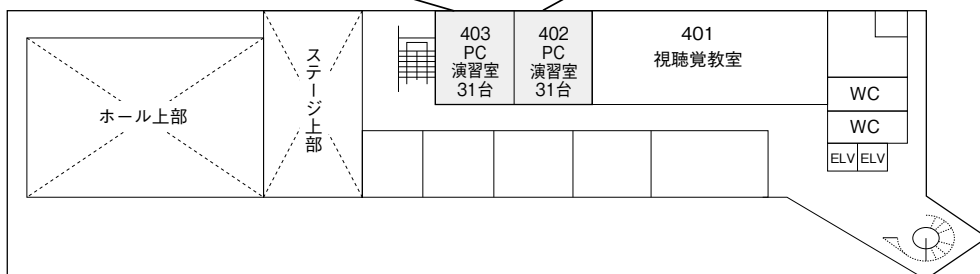 403
PC
演習室
31台
402
PC
演習室
31台
401
視聴覚教室
ステージ上部
ホール上部
WC
WC
ELV
ELV